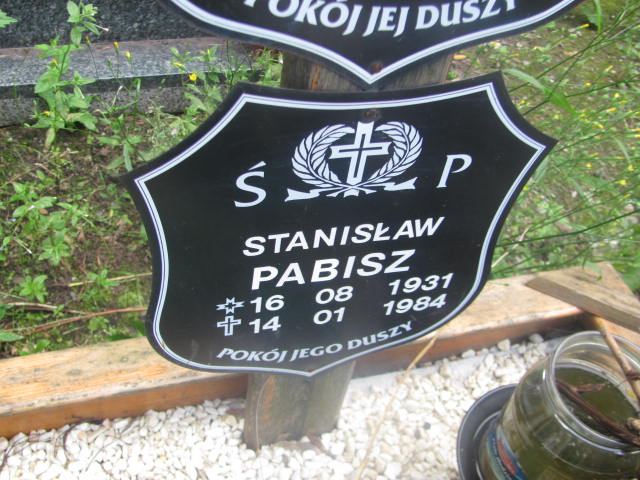 POKÓJ JEJ DUSZY
Ś P
STANISŁAW
PABISZ
16 08 1931
14 01 1984
POKÓJ JEGO DUSZY